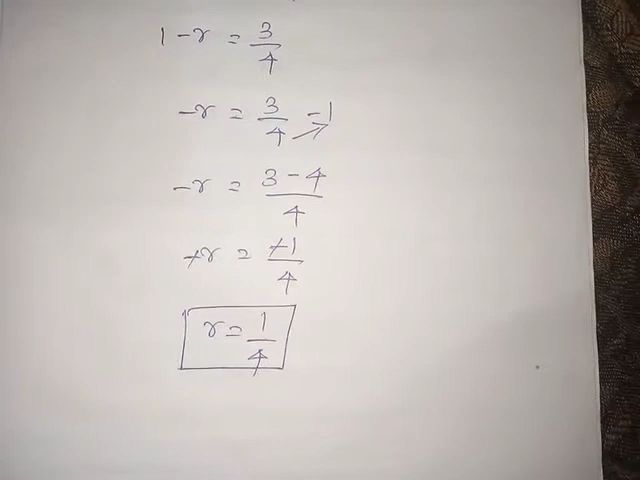 1 - r = 3/4
-r = 3/4 - 1
-r = (3 - 4)/4
-r = -1/4
r = 1/4